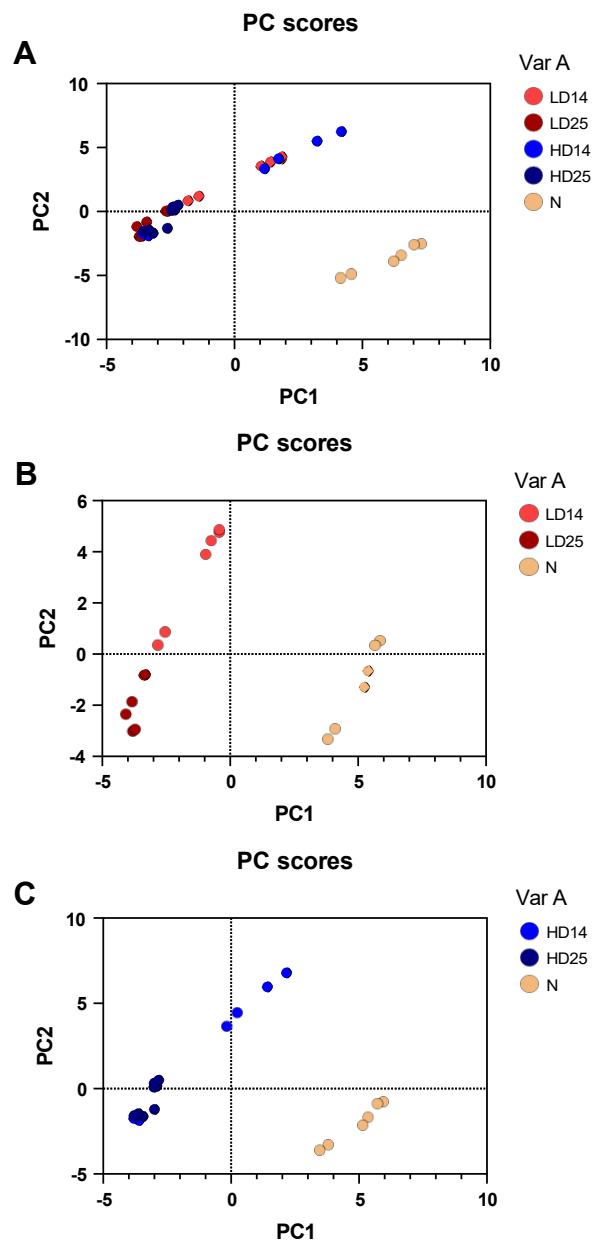 PC scores
A
Var A
LD14
LD25
HD14
HD25
N
10
5
0
-5
-10
PC2
-5
0
5
10
PC1
PC scores
B
Var A
LD14
LD25
N
6
4
2
0
-2
-4
PC2
-5
0
5
10
PC1
PC scores
C
Var A
HD14
HD25
N
10
5
0
-5
PC2
-5
0
5
10
PC1